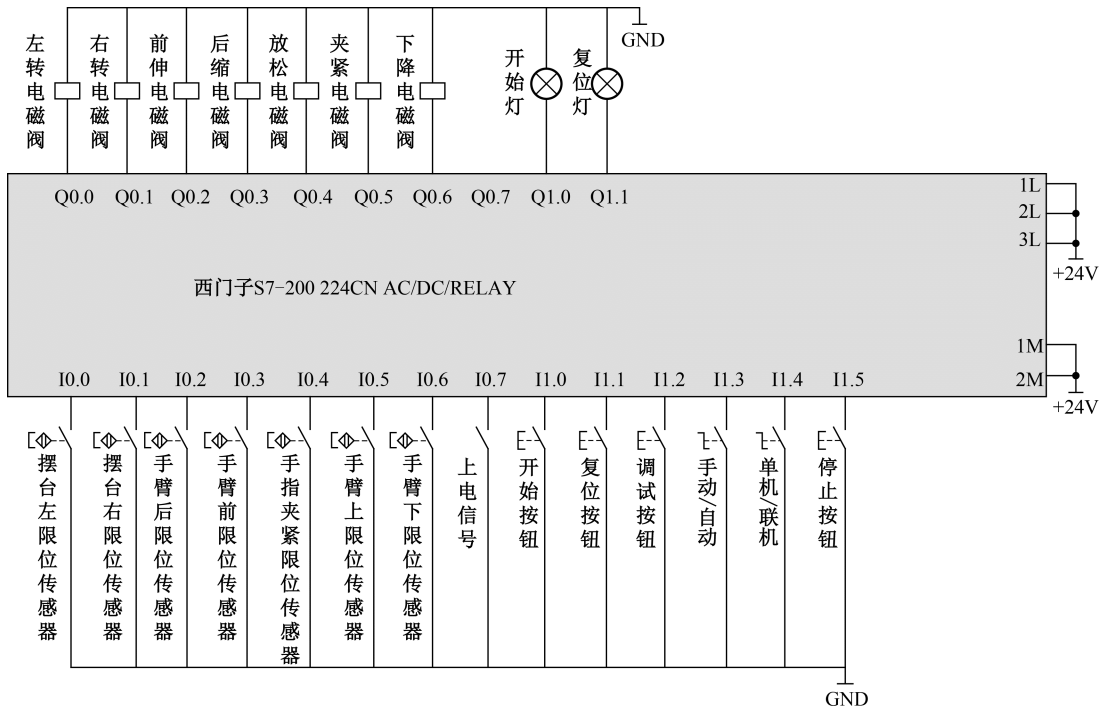 GND
左转电磁阀
右转电磁阀
前伸电磁阀
后缩电磁阀
放松电磁阀
夹紧电磁阀
下降电磁阀
开始灯
复位灯
Q0.0 Q0.1 Q0.2 Q0.3 Q0.4 Q0.5 Q0.6 Q0.7 Q1.0 Q1.1
1L
2L
3L
+24V
西门子S7-200 224CN AC/DC/RELAY
1M
2M
+24V
I0.0 I0.1 I0.2 I0.3 I0.4 I0.5 I0.6 I0.7 I1.0 I1.1 I1.2 I1.3 I1.4 I1.5
摆台左限位传感器
摆台右限位传感器
手臂后限位传感器
手臂前限位传感器
手指夹紧限位传感器
手臂上限位传感器
手臂下限位传感器
上电信号
开始按钮
复位按钮
调试按钮
手动/自动
单机/联机
停止按钮
GND